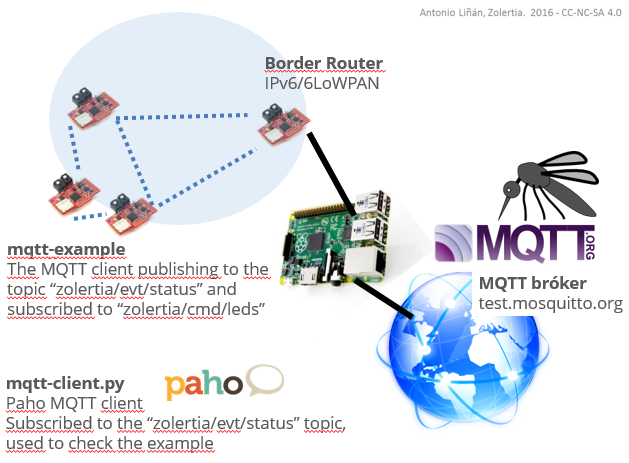 Antonio Liñán, Zolertia. 2016 - CC-NC-SA 4.0
Border Router
IPv6/6LoWPAN
mqtt-example
The MQTT client publishing to the
topic “zolertia/evt/status” and
subscribed to “zolertia/cmd/leds”
MQTT.ORG
MQTT bróker
test.mosquitto.org
mqtt-client.py
paho
Paho MQTT client
Subscribed to the “zolertia/evt/status” topic,
used to check the example